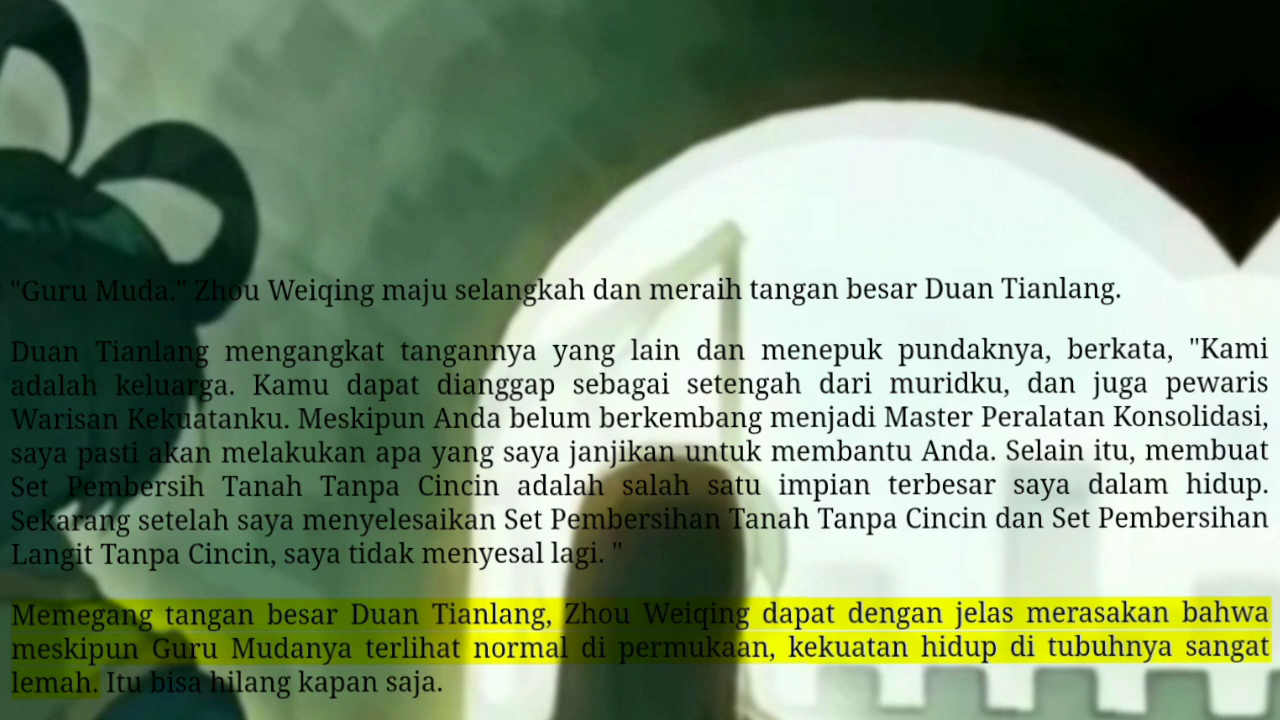 "Guru Muda." Zhou Weiqing maju selangkah dan meraih tangan besar Duan Tianlang.
Duan Tianlang mengangkat tangannya yang lain dan menepuk pundaknya, berkata, "Kami
adalah keluarga. Kamu dapat dianggap sebagai setengah dari muridku, dan juga pewaris
Warisan Kekuatanku. Meskipun Anda belum berkembang menjadi Master Peralatan Konsolidasi,
saya pasti akan melakukan apa yang saya janjikan untuk membantu Anda. Selain itu, membuat
Set Pembersih Tanah Tanpa Cincin adalah salah satu impian terbesar saya dalam hidup.
Sekarang setelah saya menyelesaikan Set Pembersihan Tanah Tanpa Cincin dan Set Pembersihan
Langit Tanpa Cincin, saya tidak menyesal lagi. "
Memegang tangan besar Duan Tianlang, Zhou Weiqing dapat dengan jelas merasakan bahwa
meskipun Guru Mudanya terlihat normal di permukaan, kekuatan hidup di tubuhnya sangat
lemah. Itu bisa hilang kapan saja.